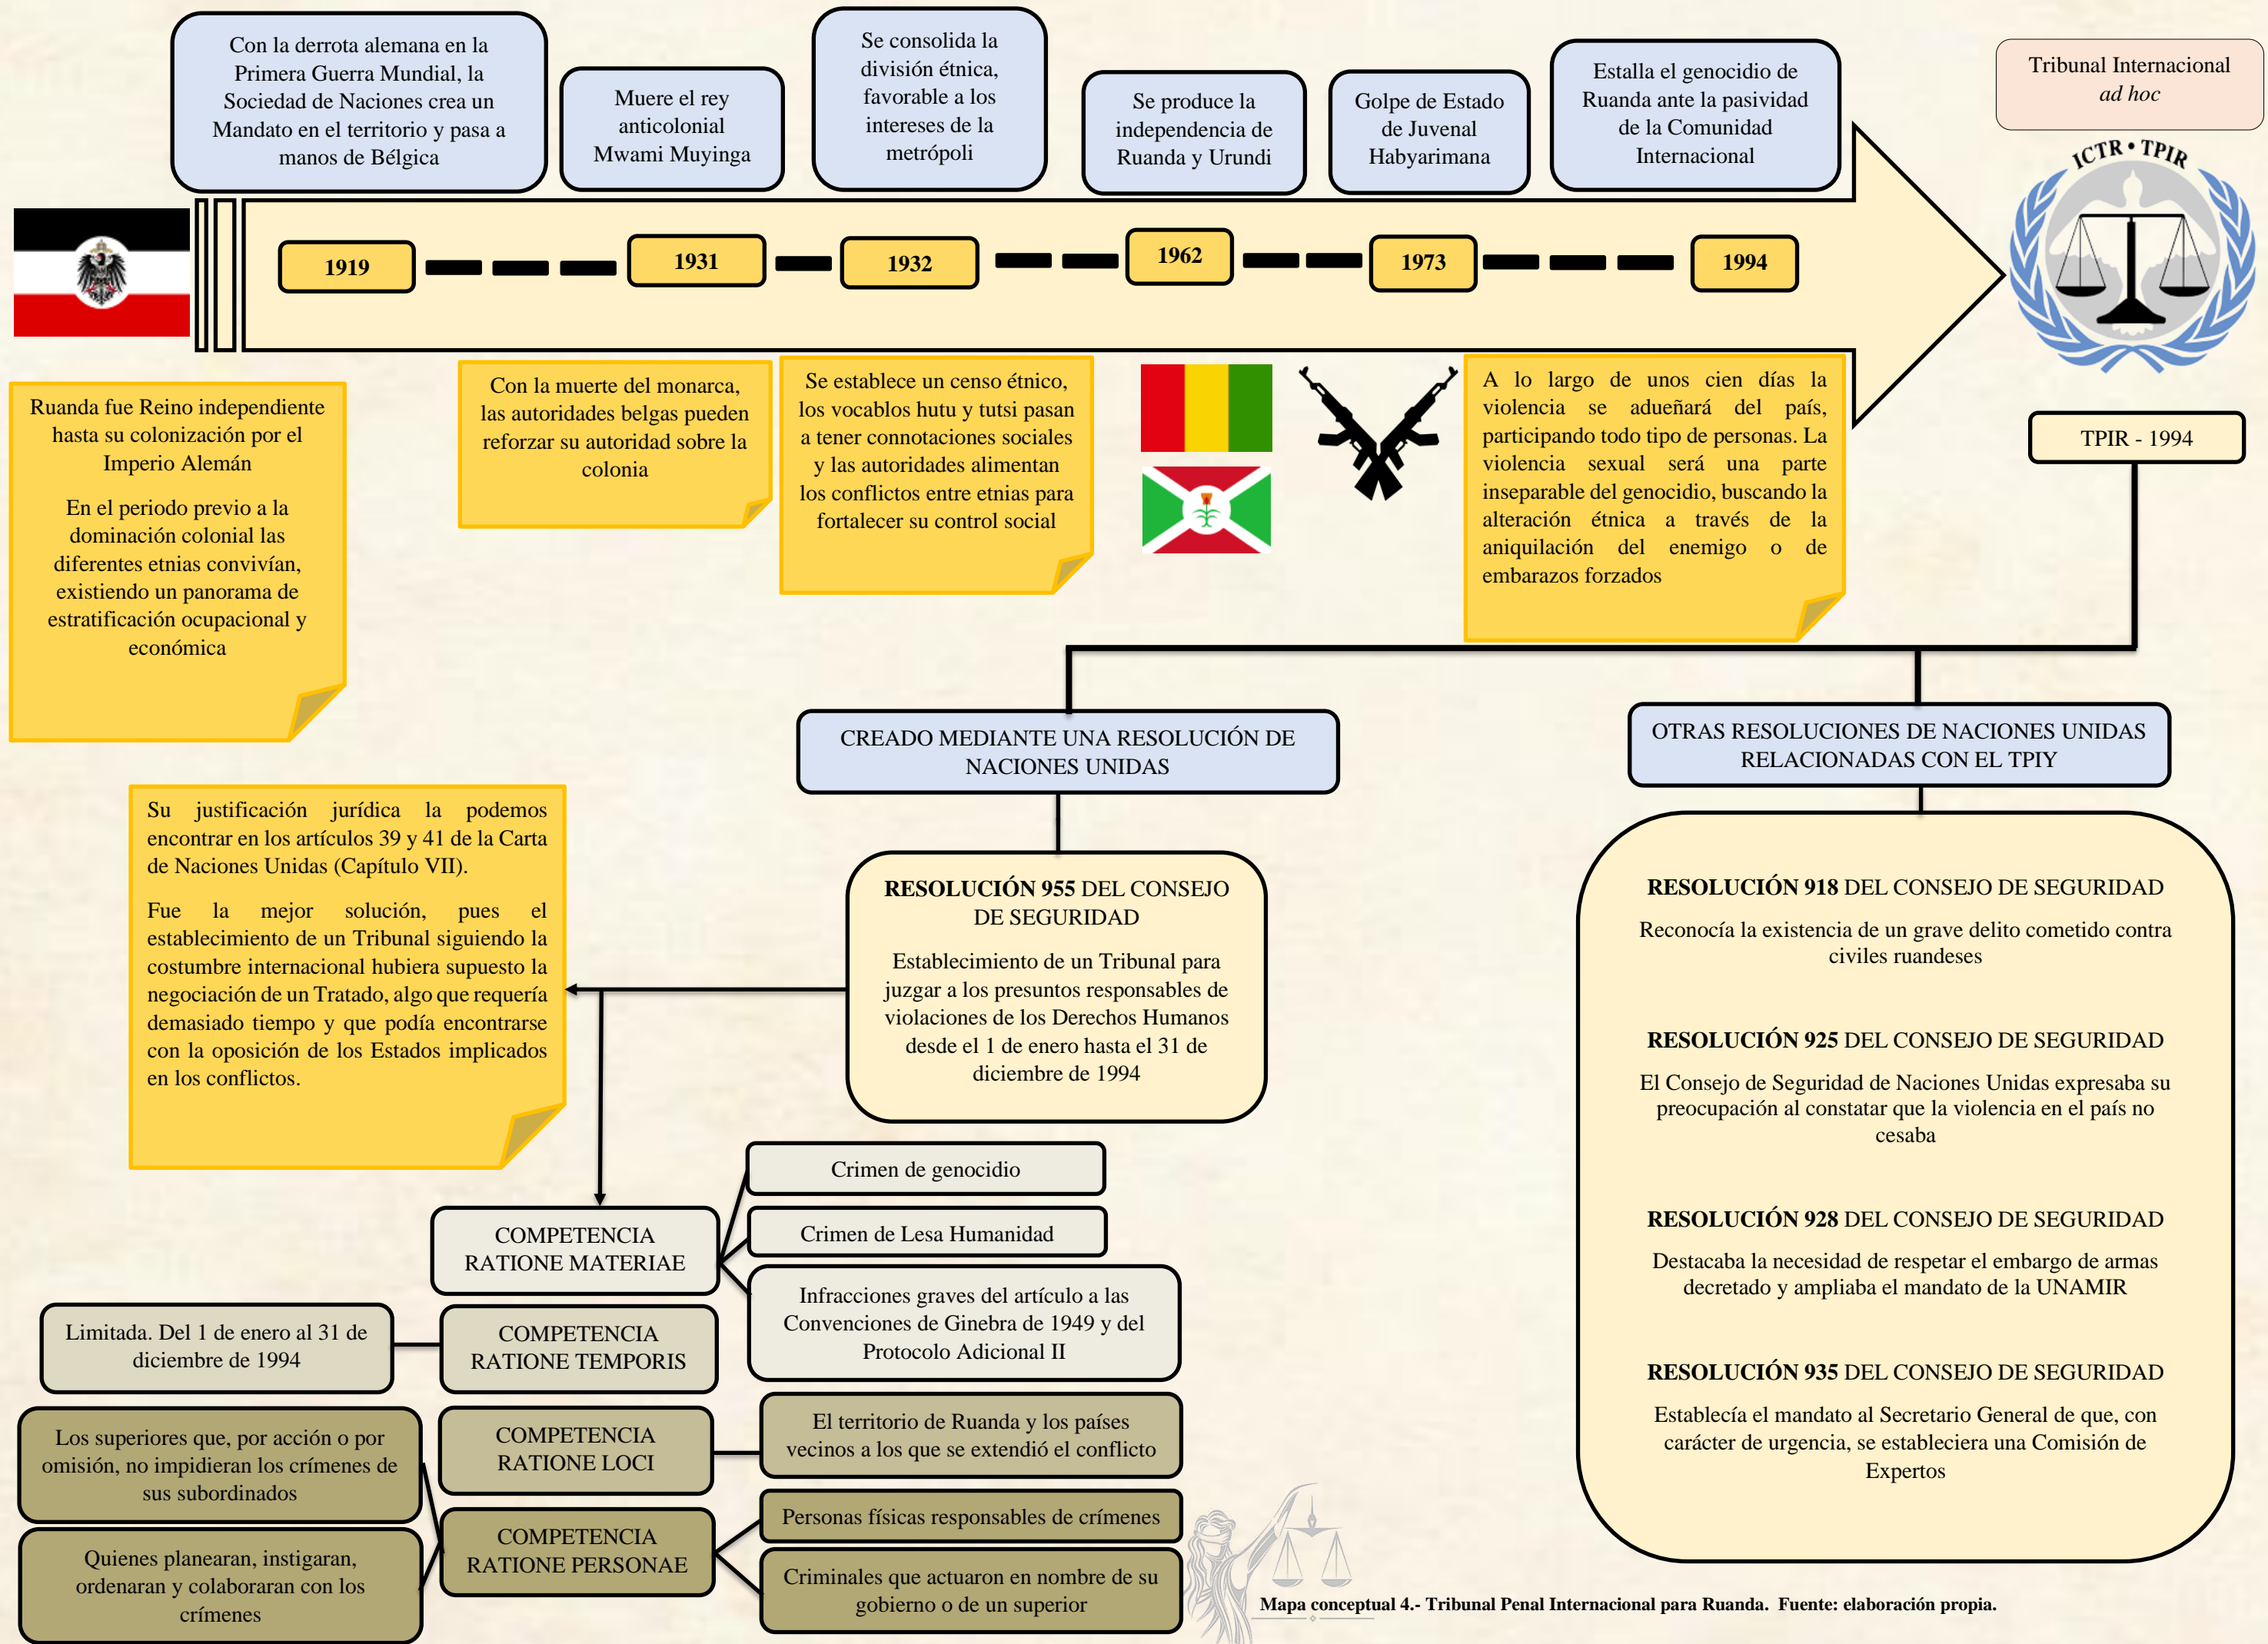 Con la derrota alemana en la
Primera Guerra Mundial, la
Sociedad de Naciones crea un
Mandato en el territorio y pasa a
manos de Bélgica
Muere el rey
anticolonial
Mwami Muyinga
Se consolida la
división étnica,
favorable a los
intereses de la
metrópoli
Se produce la
independencia de
Ruanda y Urundi
Golpe de Estado
de Juvenal
Habyarimana
Estalla el genocidio de
Ruanda ante la pasividad
de la Comunidad
Internacional
Tribunal Internacional
ad hoc
ICTR • TPIR
1919
1931
1932
1962
1973
1994
Ruanda fue Reino independiente
hasta su colonización por el
Imperio Alemán
En el periodo previo a la
dominación colonial las
diferentes etnias convivían,
existiendo un panorama de
estratificación ocupacional y
económica
Con la muerte del monarca,
las autoridades belgas pueden
reforzar su autoridad sobre la
colonia
Se establece un censo étnico,
los vocablos hutu y tutsi pasan
a tener connotaciones sociales
y las autoridades alimentan
los conflictos entre etnias para
fortalecer su control social
A lo largo de unos cien días la
violencia se adueñará del país,
participando todo tipo de personas. La
violencia sexual será una parte
inseparable del genocidio, buscando la
alteración étnica a través de la
aniquilación del enemigo o de
embarazos forzados
TPIR - 1994
CREADO MEDIANTE UNA RESOLUCIÓN DE
NACIONES UNIDAS
OTRAS RESOLUCIONES DE NACIONES UNIDAS
RELACIONADAS CON EL TPIY
Su justificación jurídica la podemos
encontrar en los artículos 39 y 41 de la Carta
de Naciones Unidas (Capítulo VII).
Fue la mejor solución, pues el
establecimiento de un Tribunal siguiendo la
costumbre internacional hubiera supuesto la
negociación de un Tratado, algo que requería
demasiado tiempo y que podía encontrarse
con la oposición de los Estados implicados
en los conflictos.
RESOLUCIÓN 955 DEL CONSEJO
DE SEGURIDAD
Establecimiento de un Tribunal para
juzgar a los presuntos responsables de
violaciones de los Derechos Humanos
desde el 1 de enero hasta el 31 de
diciembre de 1994
RESOLUCIÓN 918 DEL CONSEJO DE SEGURIDAD
Reconocía la existencia de un grave delito cometido contra
civiles ruandeses
RESOLUCIÓN 925 DEL CONSEJO DE SEGURIDAD
El Consejo de Seguridad de Naciones Unidas expresaba su
preocupación al constatar que la violencia en el país no
cesaba
RESOLUCIÓN 928 DEL CONSEJO DE SEGURIDAD
Destacaba la necesidad de respetar el embargo de armas
decretado y ampliaba el mandato de la UNAMIR
RESOLUCIÓN 935 DEL CONSEJO DE SEGURIDAD
Establecía el mandato al Secretario General de que, con
carácter de urgencia, se estableciera una Comisión de
Expertos
COMPETENCIA
RATIONE MATERIAE
Crimen de genocidio
Crimen de Lesa Humanidad
Infracciones graves del artículo a las
Convenciones de Ginebra de 1949 y del
Protocolo Adicional II
Limitada. Del 1 de enero al 31 de
diciembre de 1994
COMPETENCIA
RATIONE TEMPORIS
COMPETENCIA
RATIONE LOCI
El territorio de Ruanda y los países
vecinos a los que se extendió el conflicto
Los superiores que, por acción o por
omisión, no impidieran los crímenes de
sus subordinados
Quienes planearan, instigaran,
ordenaran y colaboraran con los
crímenes
COMPETENCIA
RATIONE PERSONAE
Personas físicas responsables de crímenes
Criminales que actuaron en nombre de su
gobierno o de un superior
Mapa conceptual 4.- Tribunal Penal Internacional para Ruanda. Fuente: elaboración propia.